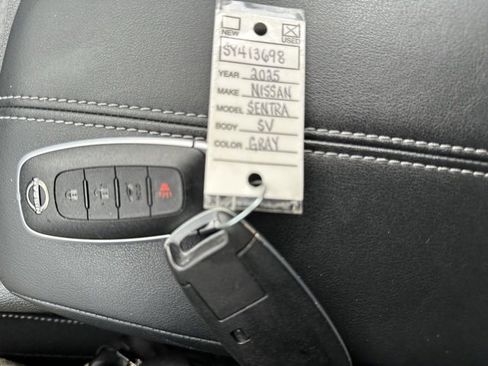 NEW
USED
SY413698
YEAR 2025
MAKE NISSAN
MODEL SENTRA
BODY SV
COLOR GRAY